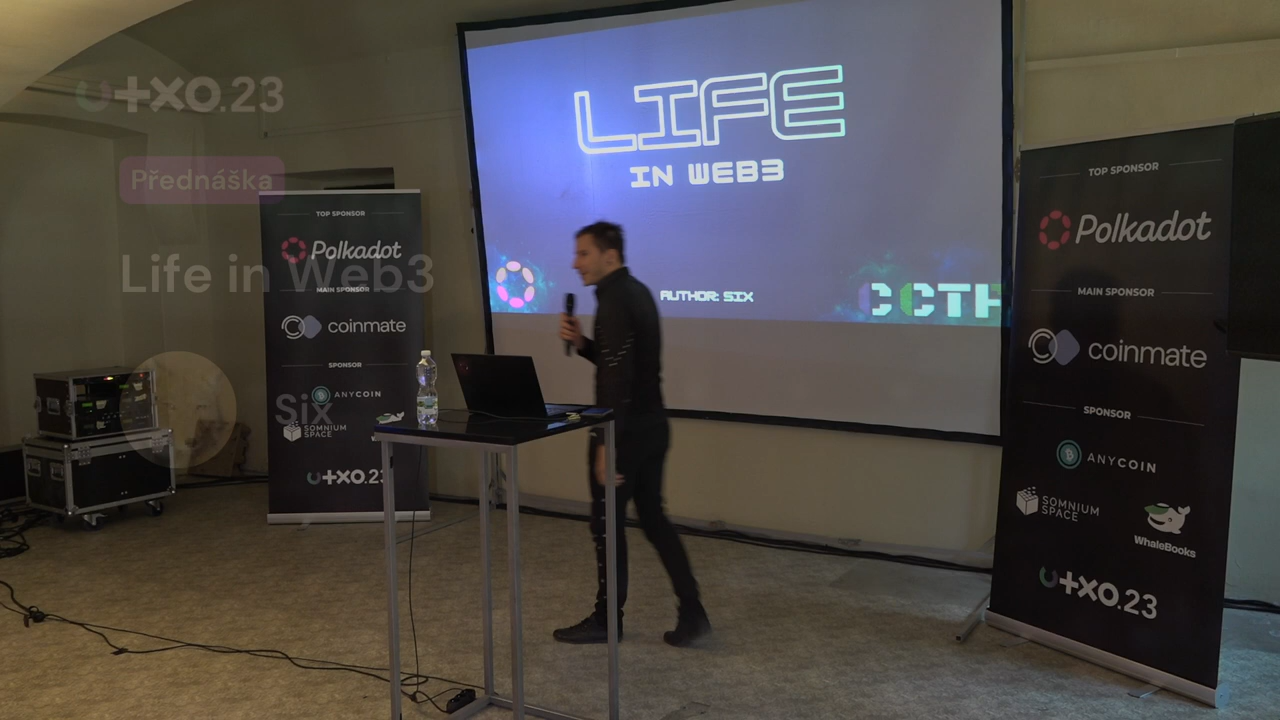 utxo.23
Přednáška
Life in Web3
Six
TOP SPONSOR
Polkadot
MAIN SPONSOR
coinmate
SPONSOR
ANYCOIN
SOMNIUM
SPACE
utxo.23
LIFE
IN WEB3
AUTHOR: SIX
CCTF
TOP SPONSOR
Polkadot
MAIN SPONSOR
coinmate
SPONSOR
ANYCOIN
SOMNIUM
SPACE
WhaleBooks
utxo.23